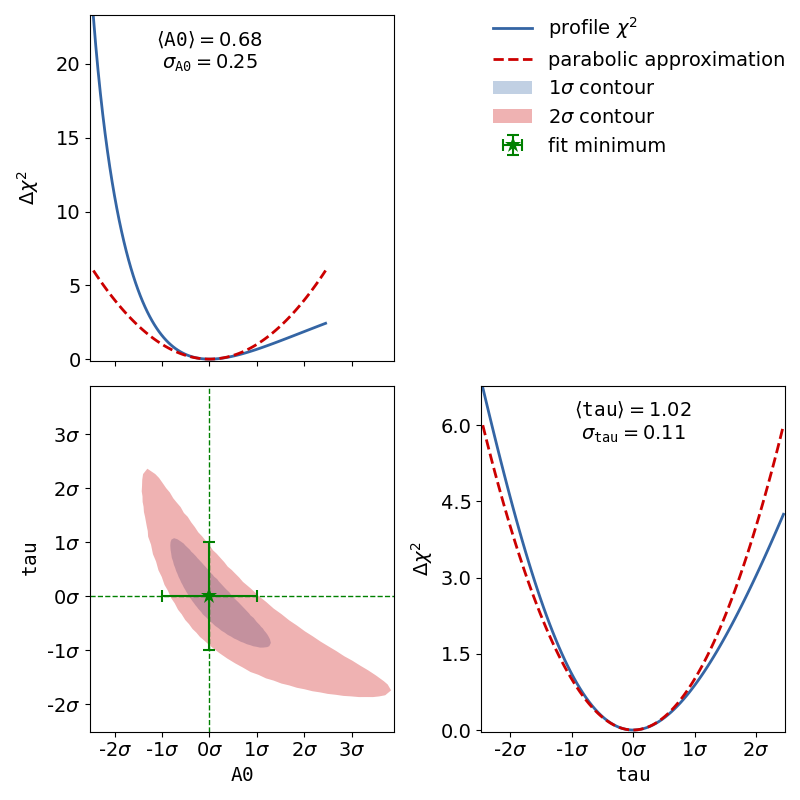 ⟨A0⟩ = 0.68
σ_A0 = 0.25
Δχ²
20
15
10
5
0
profile χ²
parabolic approximation
1σ contour
2σ contour
fit minimum
tau
3σ
2σ
1σ
0σ
-1σ
-2σ
-2σ -1σ 0σ 1σ 2σ 3σ
A0
⟨tau⟩ = 1.02
σ_tau = 0.11
Δχ²
6.0
4.5
3.0
1.5
0.0
-2σ -1σ 0σ 1σ 2σ
tau